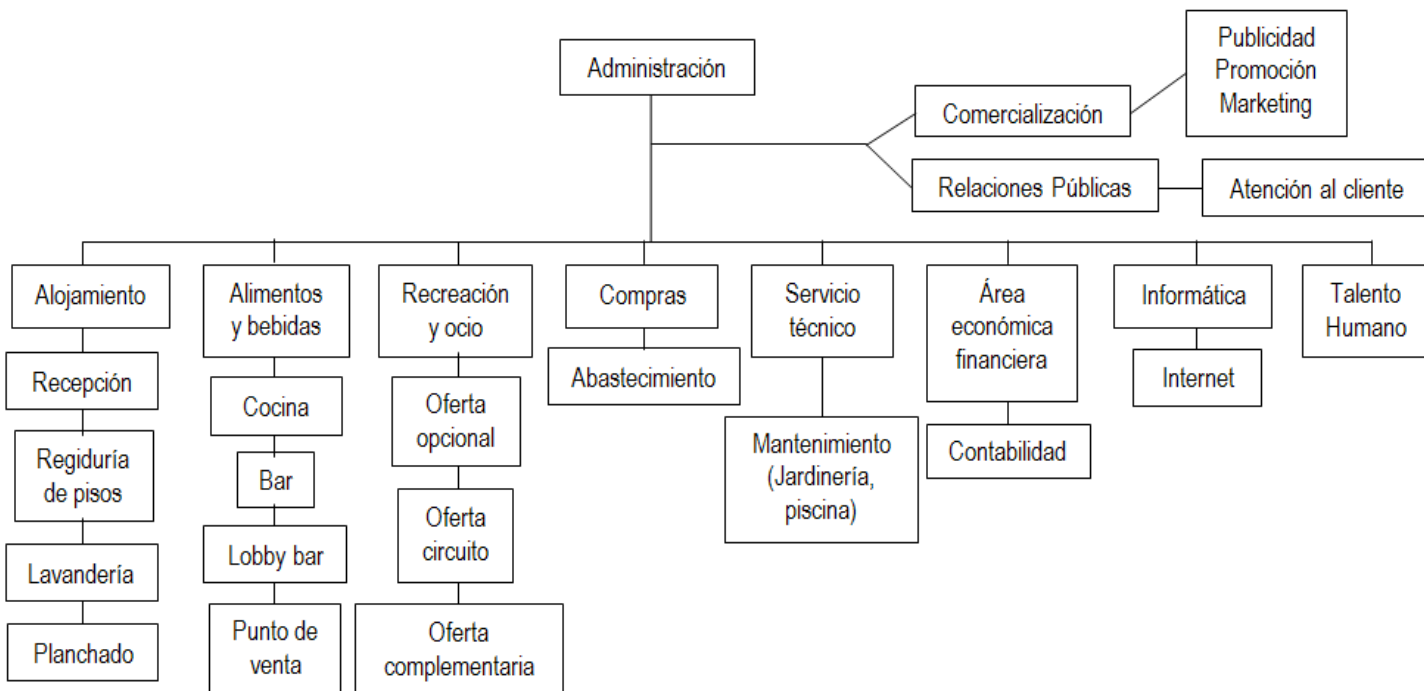 Administración
Publicidad
Promoción
Marketing
Comercialización
Relaciones Públicas
Atención al cliente
Alojamiento
Recepción
Regiduría
de pisos
Lavandería
Planchado
Alimentos
y bebidas
Cocina
Bar
Lobby bar
Punto de
venta
Recreación
y ocio
Oferta
opcional
Oferta
circuito
Oferta
complementaria
Compras
Abastecimiento
Servicio
técnico
Mantenimiento
(Jardinería,
piscina)
Área
económica
financiera
Contabilidad
Informática
Internet
Talento
Humano